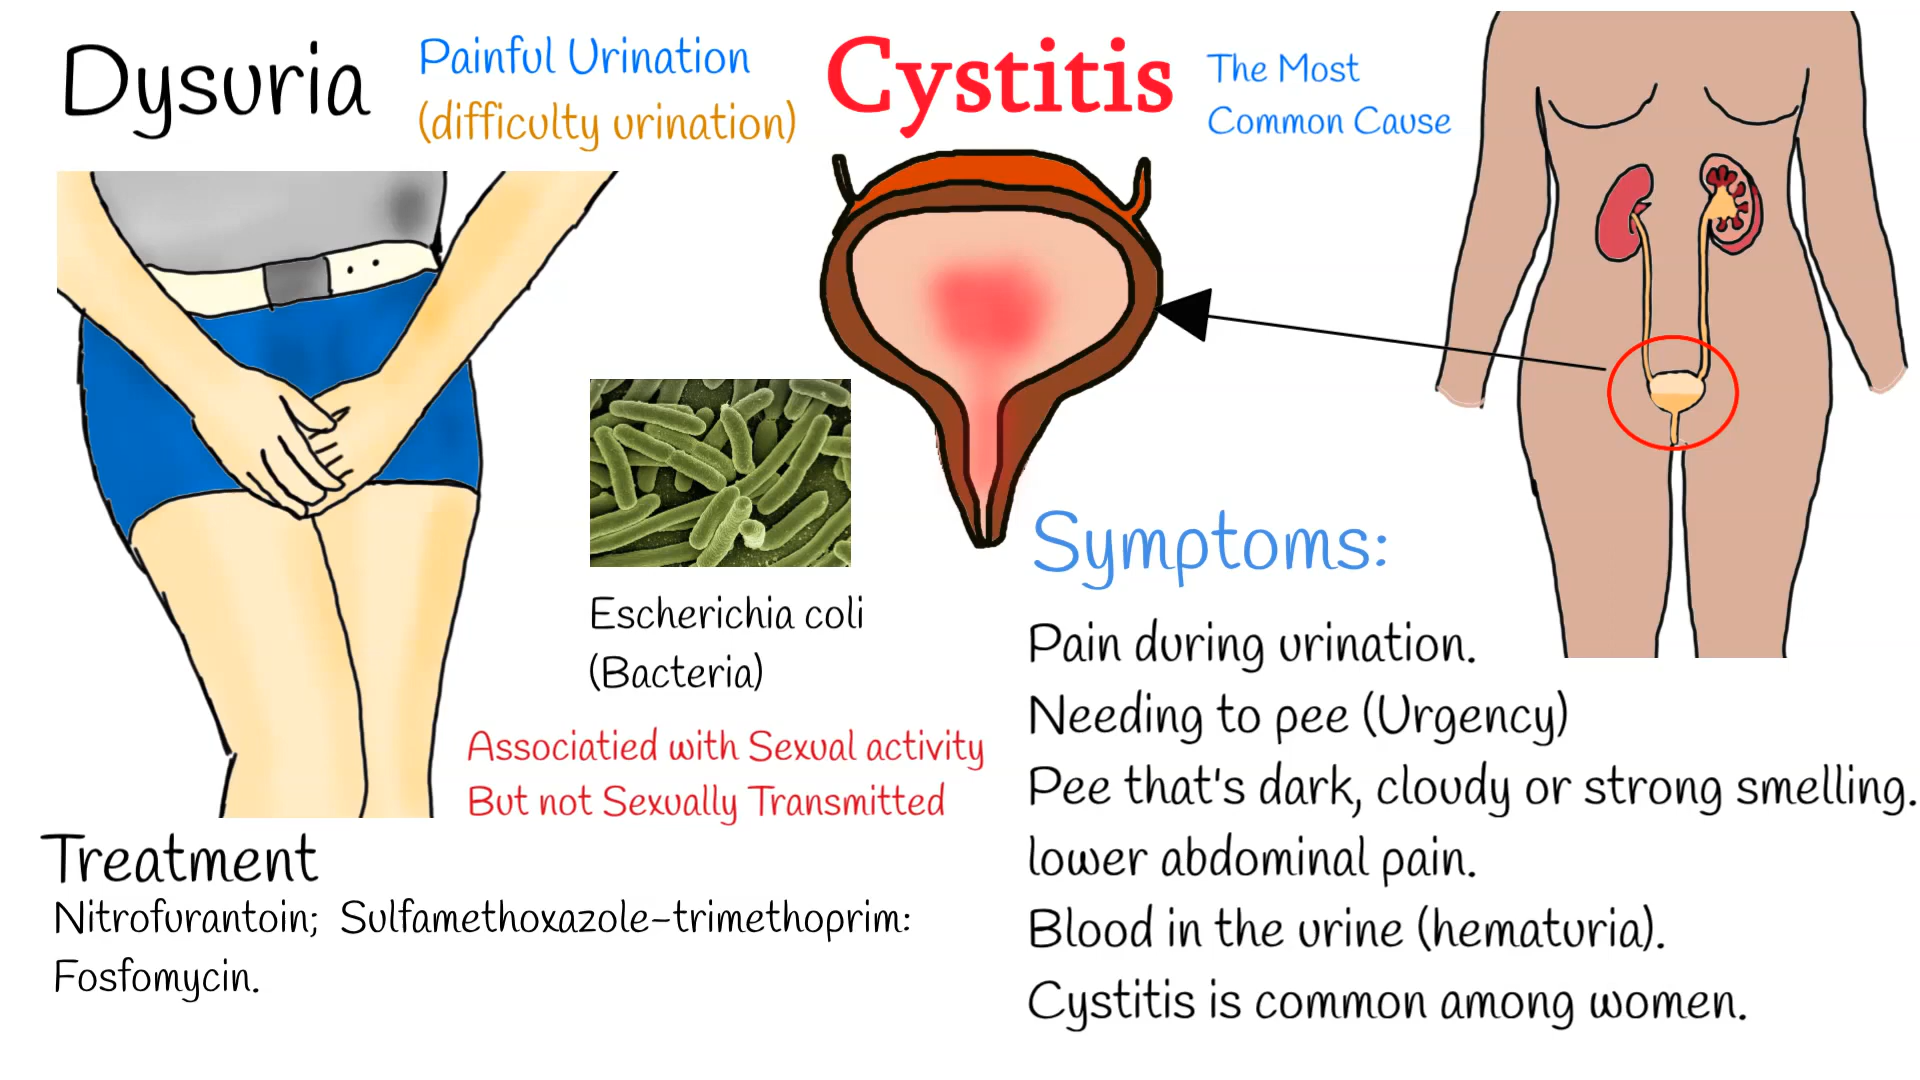 Dysuria
Painful Urination
(difficulty urination)
Cystitis
The Most
Common Cause
Escherichia coli
(Bacteria)
Associatied with Sexual activity
But not Sexually Transmitted
Symptoms:
Pain during urination.
Needing to pee (Urgency)
Pee that's dark, cloudy or strong smelling.
lower abdominal pain.
Blood in the urine (hematuria).
Cystitis is common among women.
Treatment
Nitrofurantoin; Sulfamethoxazole-trimethoprim:
Fosfomycin.